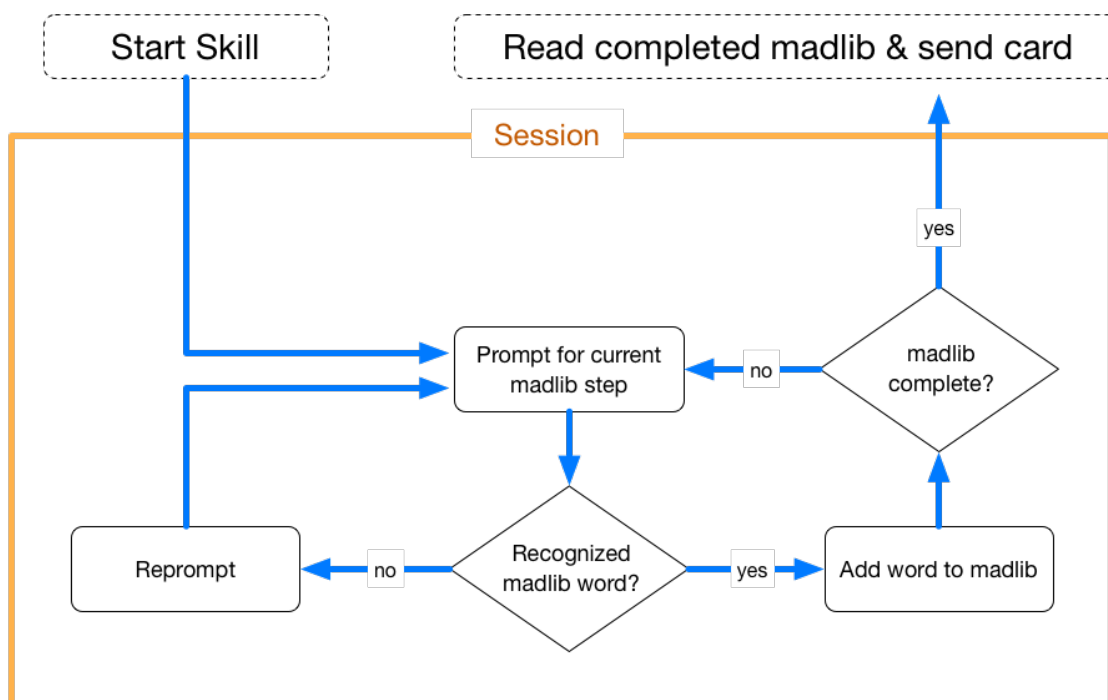 Start Skill
Read completed madlib & send card
Session
yes
Prompt for current
madlib step
no
madlib
complete?
Reprompt
no
Recognized
madlib word?
yes
Add word to madlib